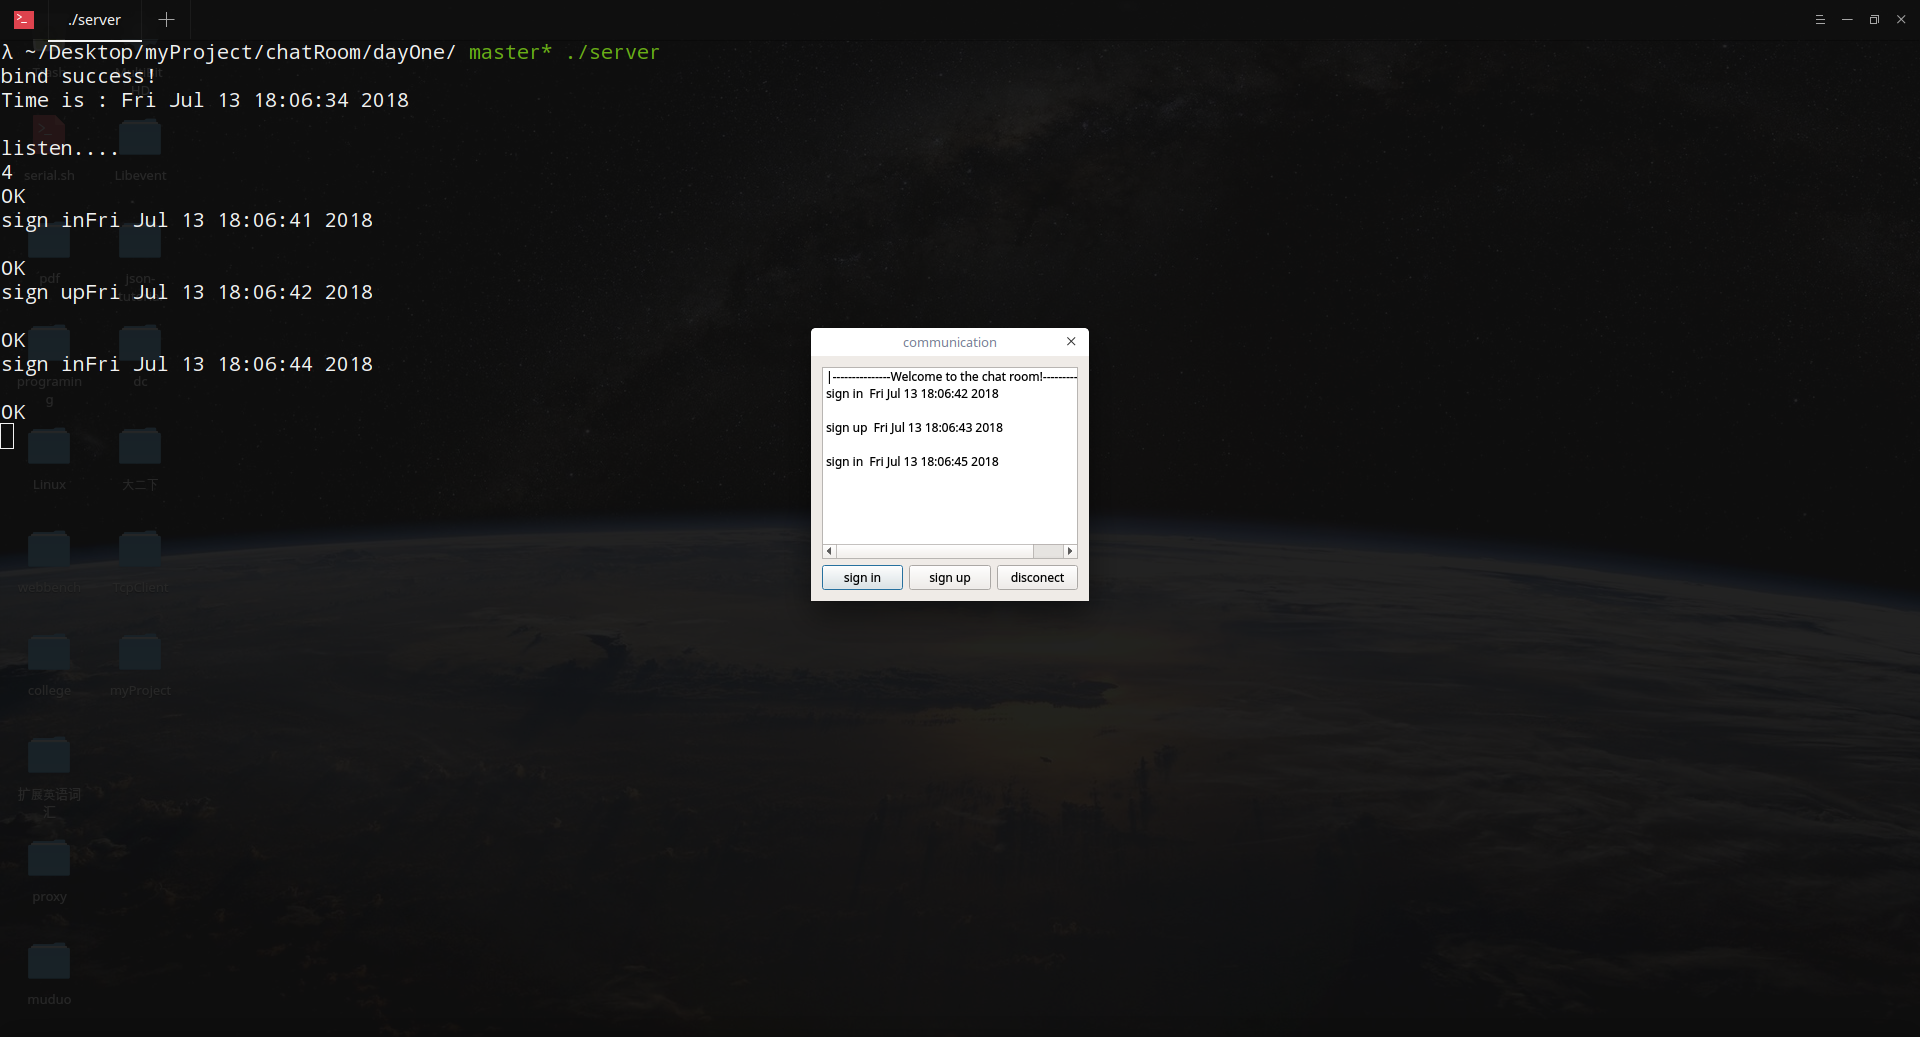 ./server
λ ~/Desktop/myProject/chatRoom/dayOne/ master* ./server
bind success!
Time is : Fri Jul 13 18:06:34 2018
listen....
4
OK
sign inFri Jul 13 18:06:41 2018
OK
sign upFri Jul 13 18:06:42 2018
OK
sign inFri Jul 13 18:06:44 2018
OK
serial.sh
Libevent
pdf
json-
programin
g
dc
Linux
大二下
webbench
TcpClient
college
myProject
扩展英语词
汇
proxy
muduo
communication
|---------------Welcome to the chat room!---------
sign in  Fri Jul 13 18:06:42 2018
sign up  Fri Jul 13 18:06:43 2018
sign in  Fri Jul 13 18:06:45 2018
sign in
sign up
disconect